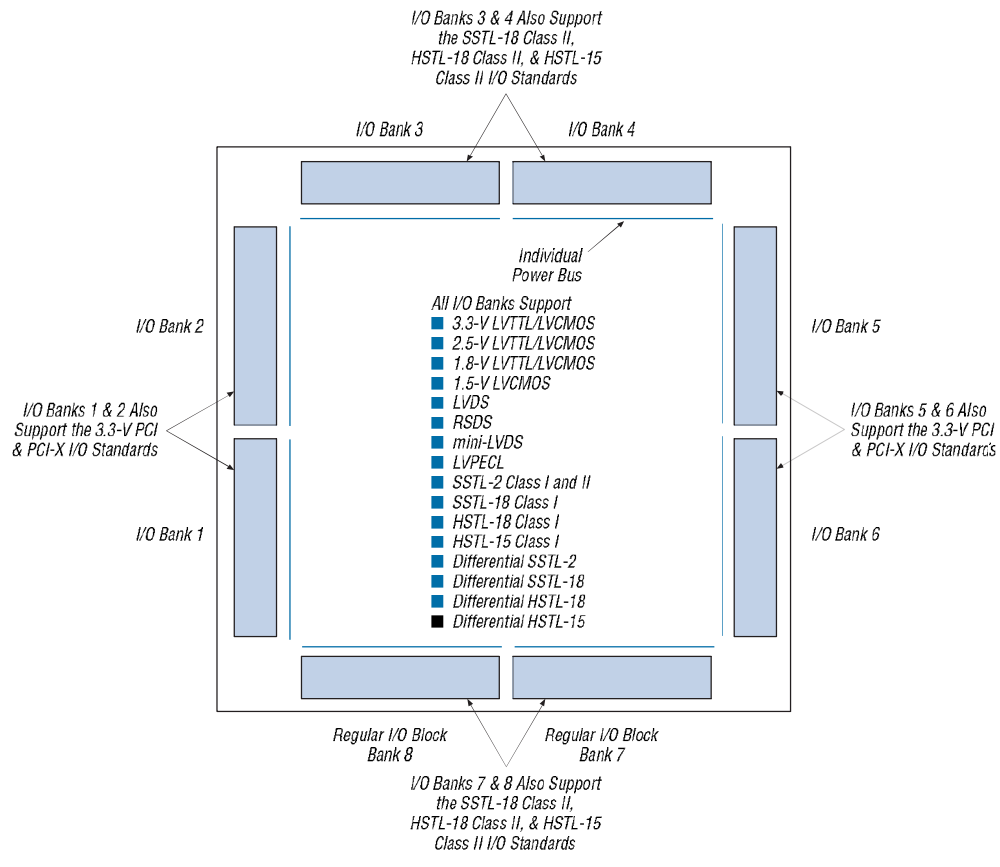 I/O Banks 3 & 4 Also Support
the SSTL-18 Class II,
HSTL-18 Class II, & HSTL-15
Class II I/O Standards
I/O Bank 3
I/O Bank 4
Individual
Power Bus
I/O Bank 2
I/O Bank 5
All I/O Banks Support
3.3-V LVTTL/LVCMOS
2.5-V LVTTL/LVCMOS
1.8-V LVTTL/LVCMOS
1.5-V LVCMOS
LVDS
RSDS
mini-LVDS
LVPECL
SSTL-2 Class I and II
SSTL-18 Class I
HSTL-18 Class I
HSTL-15 Class I
Differential SSTL-2
Differential SSTL-18
Differential HSTL-18
Differential HSTL-15
I/O Banks 1 & 2 Also
Support the 3.3-V PCI
& PCI-X I/O Standards
I/O Banks 5 & 6 Also
Support the 3.3-V PCI
& PCI-X I/O Standards
I/O Bank 1
I/O Bank 6
Regular I/O Block
Bank 8
Regular I/O Block
Bank 7
I/O Banks 7 & 8 Also Support
the SSTL-18 Class II,
HSTL-18 Class II, & HSTL-15
Class II I/O Standards